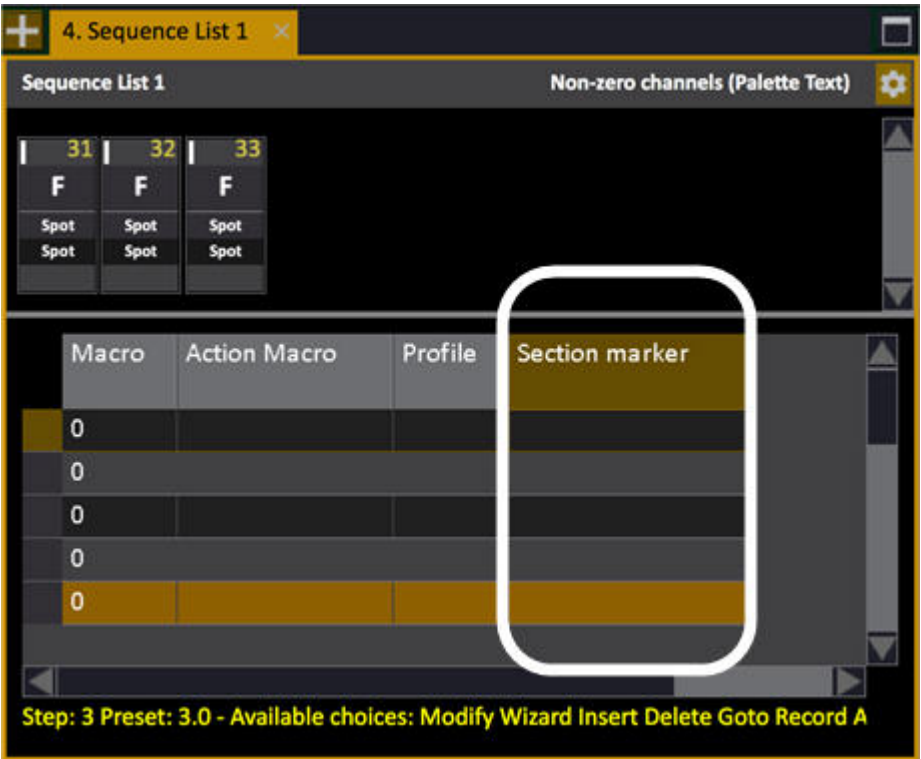 4. Sequence List 1 ×
Sequence List 1 Non-zero channels (Palette Text)
31 32 33
F F F
Spot Spot Spot
Spot Spot Spot
Macro Action Macro Profile Section marker
0
0
0
0
0
Step: 3 Preset: 3.0 - Available choices: Modify Wizard Insert Delete Goto Record A